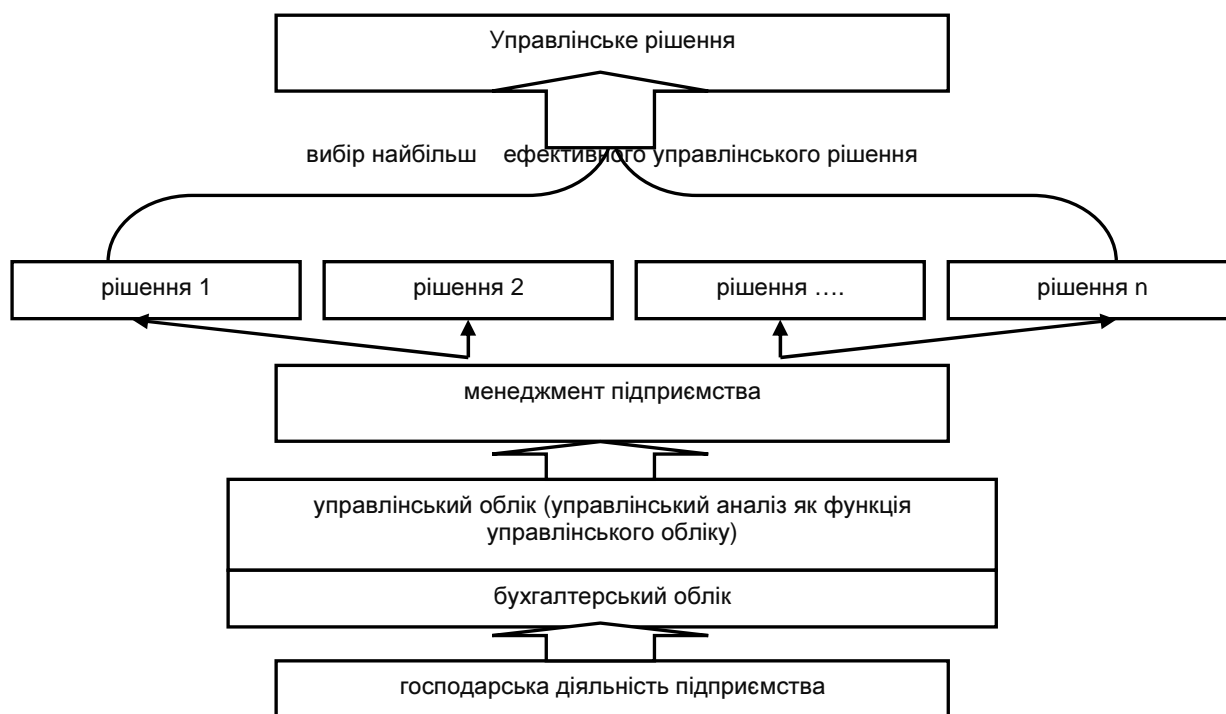 Управлінське рішення
вибір найбільш ефективного управлінського рішення
рішення 1
рішення 2
рішення ….
рішення n
менеджмент підприємства
управлінський облік (управлінський аналіз як функція
управлінського обліку)
бухгалтерський облік
господарська діяльність підприємства